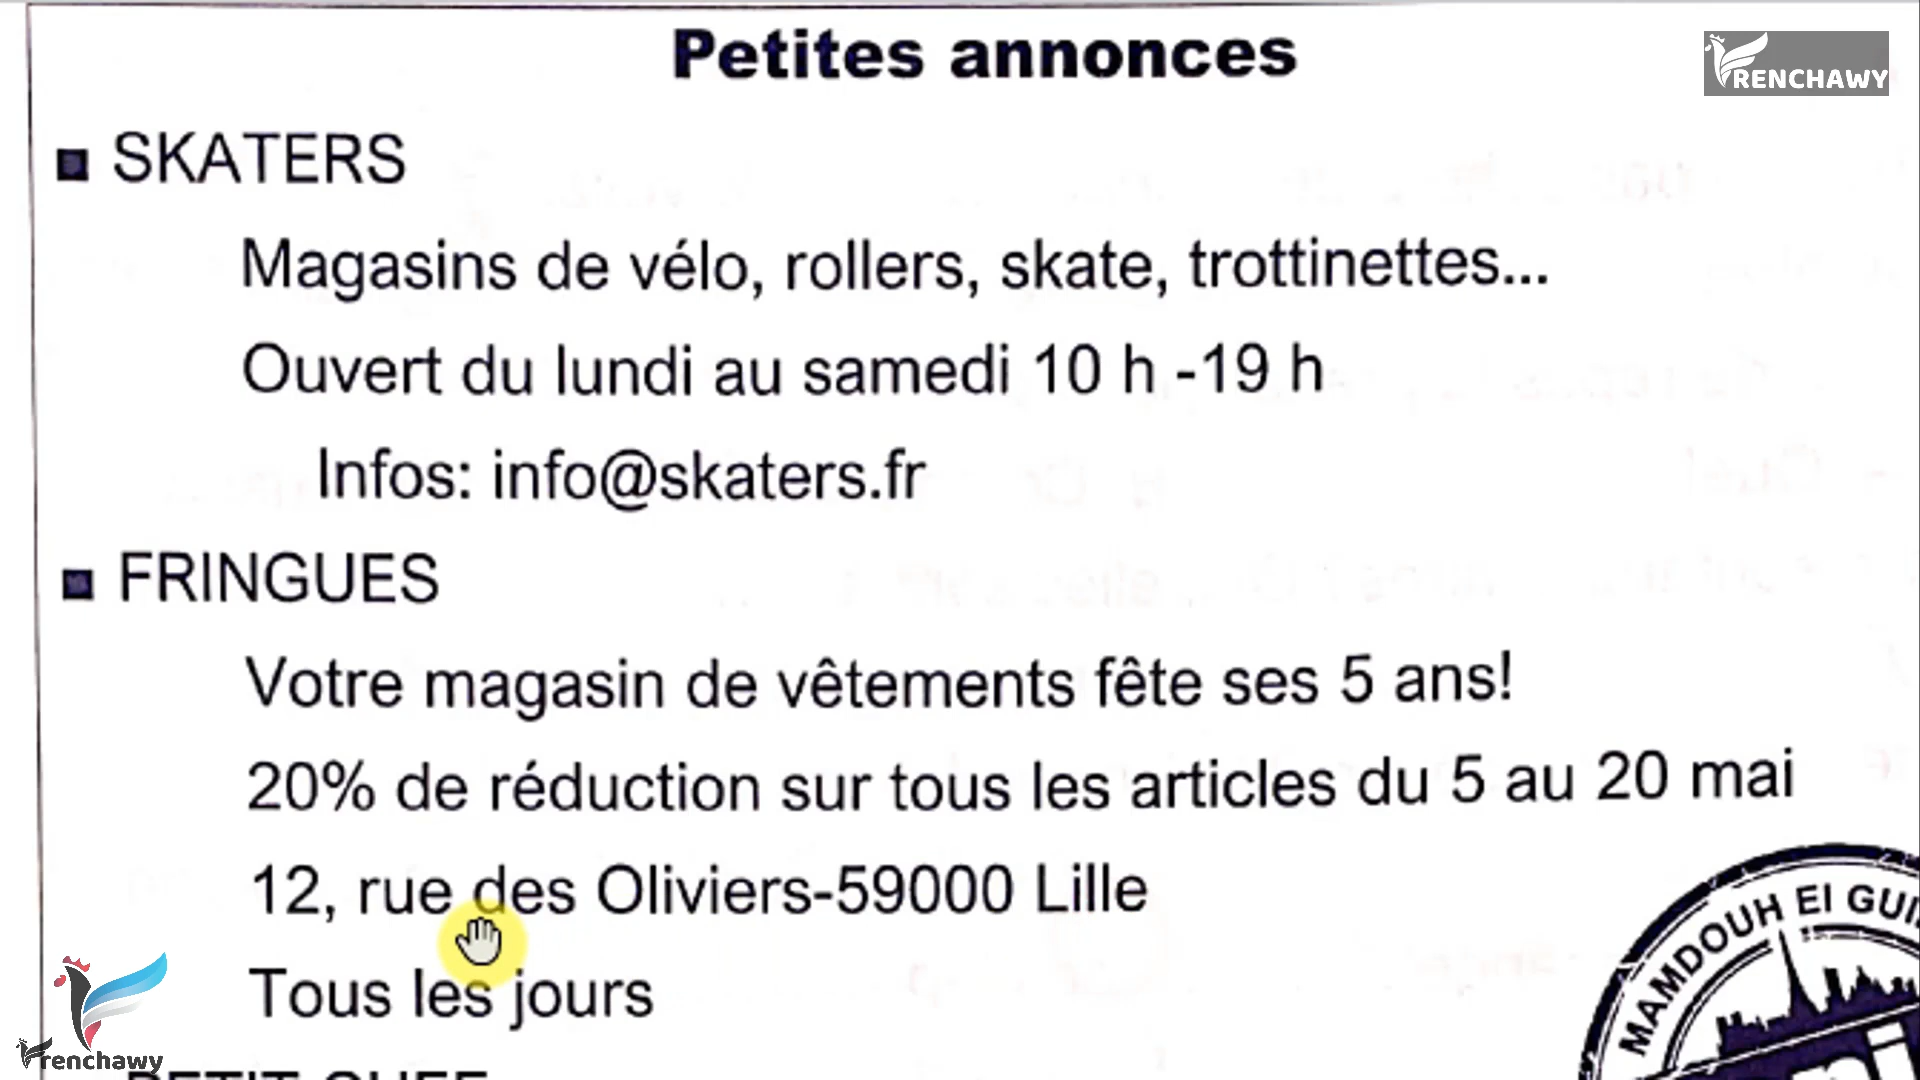 Petites annonces
FRENCHAWY
■ SKATERS
Magasins de vélo, rollers, skate, trottinettes...
Ouvert du lundi au samedi 10 h -19 h
Infos: info@skaters.fr
■ FRINGUES
Votre magasin de vêtements fête ses 5 ans!
20% de réduction sur tous les articles du 5 au 20 mai
12, rue des Oliviers-59000 Lille
Tous les jours
MAMDOUH El GUI
Frenchawy